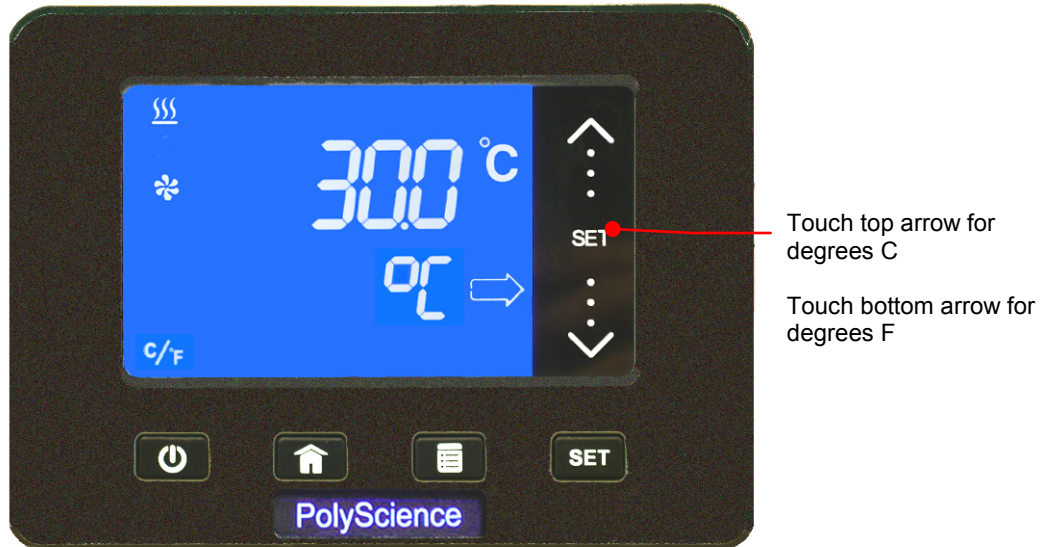 30.0 °C
SET
°C
C/°F
Touch top arrow for
degrees C
Touch bottom arrow for
degrees F
SET
PolyScience